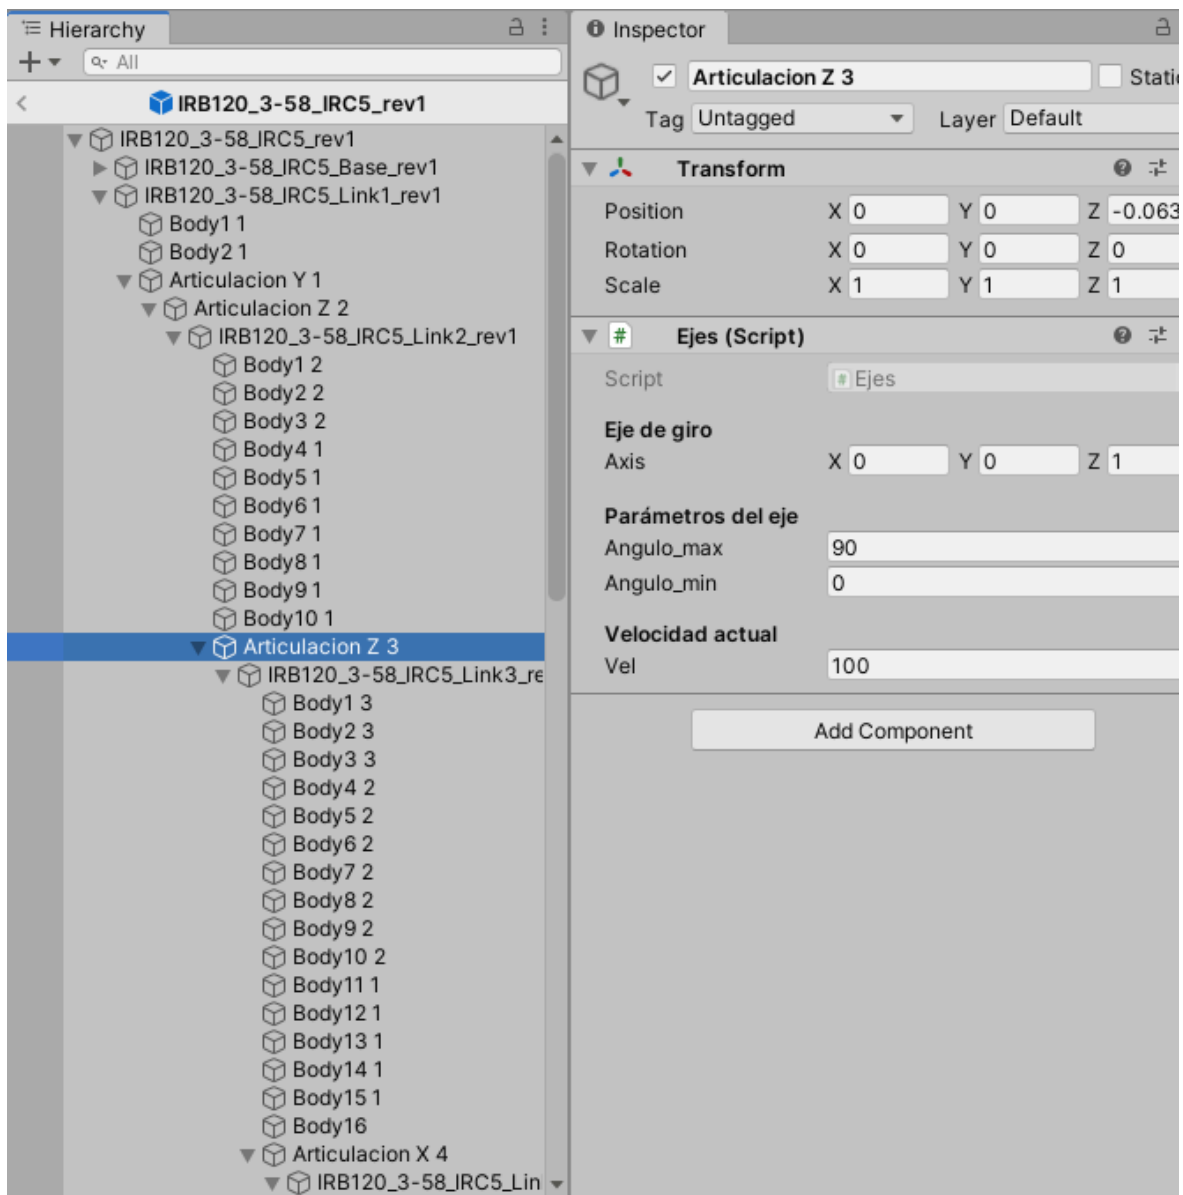 Hierarchy
All
IRB120_3-58_IRC5_rev1
IRB120_3-58_IRC5_rev1
IRB120_3-58_IRC5_Base_rev1
IRB120_3-58_IRC5_Link1_rev1
Body1 1
Body2 1
Articulacion Y 1
Articulacion Z 2
IRB120_3-58_IRC5_Link2_rev1
Body1 2
Body2 2
Body3 2
Body4 1
Body5 1
Body6 1
Body7 1
Body8 1
Body9 1
Body10 1
Articulacion Z 3
IRB120_3-58_IRC5_Link3_re
Body1 3
Body2 3
Body3 3
Body4 2
Body5 2
Body6 2
Body7 2
Body8 2
Body9 2
Body10 2
Body11 1
Body12 1
Body13 1
Body14 1
Body15 1
Body16
Articulacion X 4
IRB120_3-58_IRC5_Lin
Inspector
Articulacion Z 3 Static
Tag Untagged Layer Default
Transform
Position X 0 Y 0 Z -0.063
Rotation X 0 Y 0 Z 0
Scale X 1 Y 1 Z 1
# Ejes (Script)
Script # Ejes
Eje de giro
Axis X 0 Y 0 Z 1
Parámetros del eje
Angulo_max 90
Angulo_min 0
Velocidad actual
Vel 100
Add Component